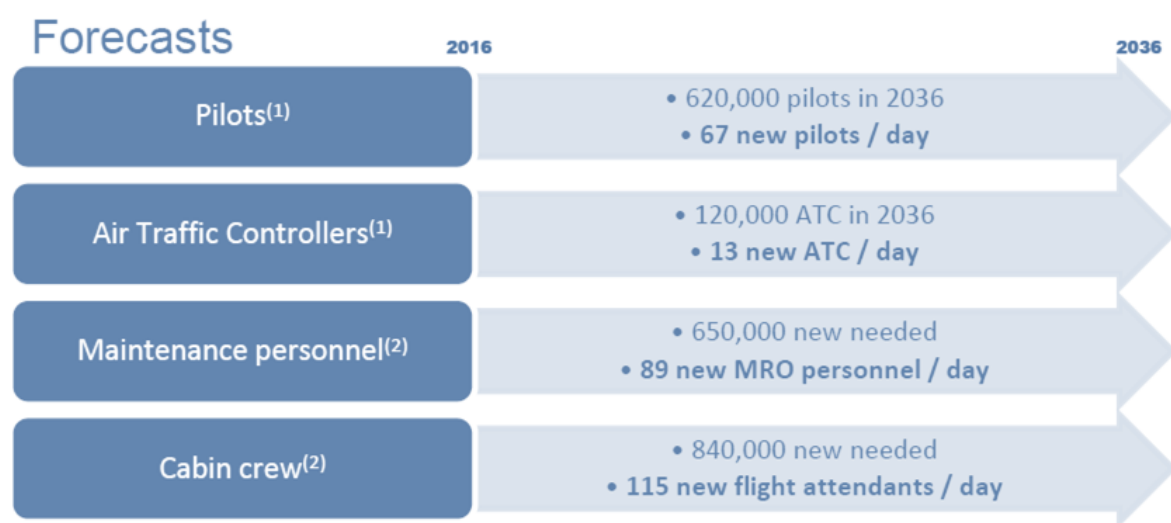 Forecasts
2016
2036
Pilots(1)
• 620,000 pilots in 2036
• 67 new pilots / day
Air Traffic Controllers(1)
• 120,000 ATC in 2036
• 13 new ATC / day
Maintenance personnel(2)
• 650,000 new needed
• 89 new MRO personnel / day
Cabin crew(2)
• 840,000 new needed
• 115 new flight attendants / day